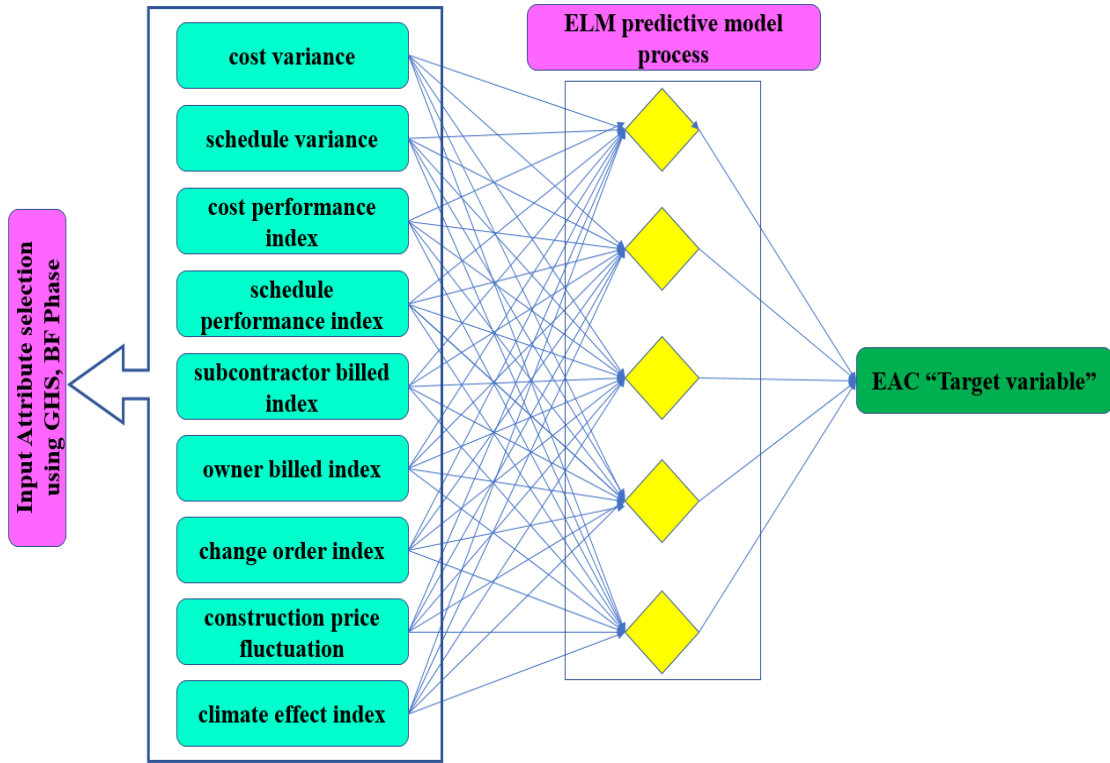 Input Attribute selection
using GHS, BF Phase
cost variance
schedule variance
cost performance
index
schedule
performance index
subcontractor billed
index
owner billed index
change order index
construction price
fluctuation
climate effect index
ELM predictive model
process
EAC “Target variable”